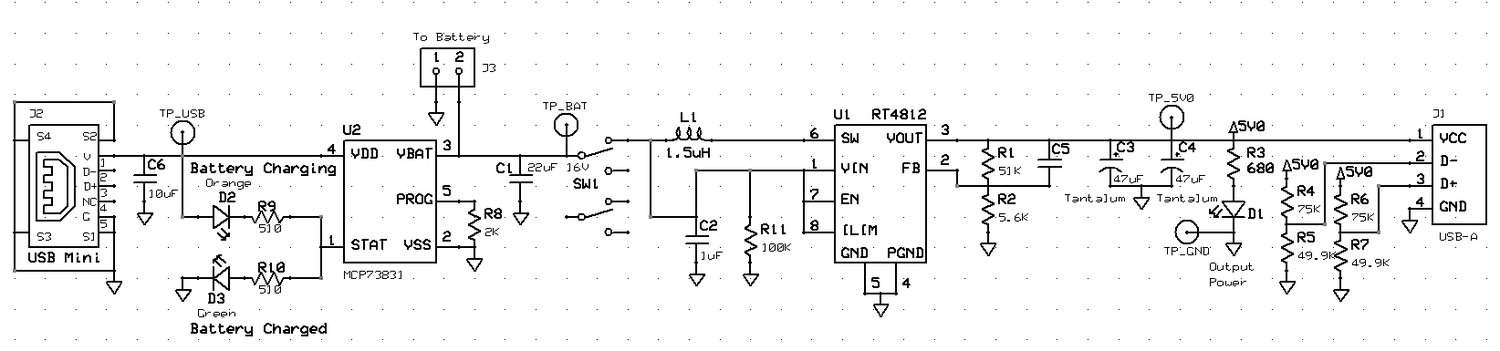 To Battery
1 2
J3
J2
S4 S2
V 1
D- 2
D+ 3
NC 4
G 5
S3 S1
USB Mini
TP_USB
C6
10uF
Battery Charging
Orange
D2
R9
510
R10
510
D3
Green
Battery Charged
U2
4 VDD VBAT 3
PROG 5
1 STAT VSS 2
MCP73831
R8
2K
C1 22uF 16V
TP_BAT
SW1
L1
1.5uH
C2
1uF
R11
100K
U1 RT4812
6 SW VOUT 3
1 VIN FB 2
7 EN
8 ILIM
GND PGND
5 4
R1
51K
R2
5.6K
C5
C3
47uF
Tantalum
C4
47uF
Tantalum
TP_5V0
5V0
R3
680
D1
TP_GND
Output
Power
5V0
R4
75K
R5
49.9K
5V0
R6
75K
R7
49.9K
J1
1 VCC
2 D-
3 D+
4 GND
USB-A